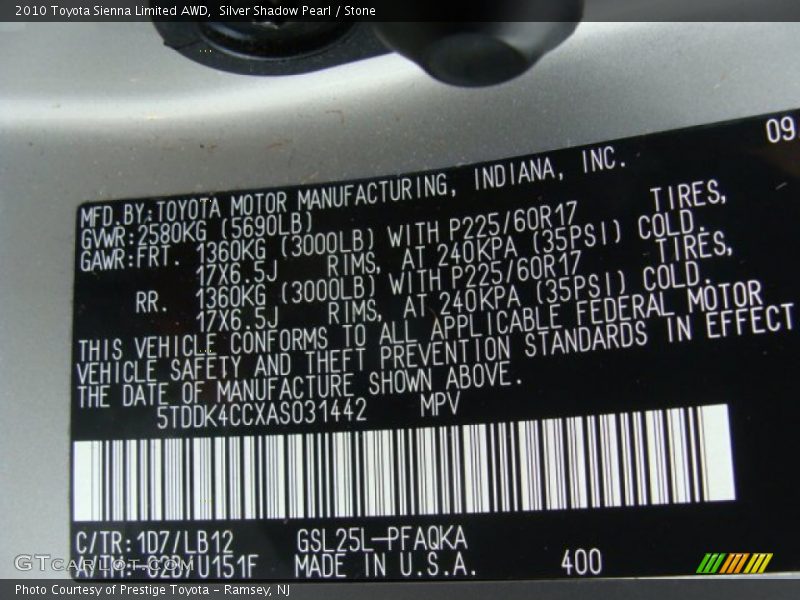 2010 Toyota Sienna Limited AWD,  Silver Shadow Pearl / Stone
09
MFD.BY:TOYOTA MOTOR MANUFACTURING, INDIANA, INC.
GVWR:2580KG (5690LB)
GAWR:FRT. 1360KG (3000LB) WITH P225/60R17 TIRES,
17X6.5J RIMS, AT 240KPA (35PSI) COLD.
RR. 1360KG (3000LB) WITH P225/60R17 TIRES,
17X6.5J RIMS, AT 240KPA (35PSI) COLD.
THIS VEHICLE CONFORMS TO ALL APPLICABLE FEDERAL MOTOR
VEHICLE SAFETY AND THEFT PREVENTION STANDARDS IN EFFECT
THE DATE OF MANUFACTURE SHOWN ABOVE.
5TDDK4CCXAS031442 MPV
C/TR:1D7/LB12 GSL25L-PFAQKA
A/TM:-02D/U151F MADE IN U.S.A. 400
GTcarlot.com
Photo Courtesy of Prestige Toyota - Ramsey, NJ